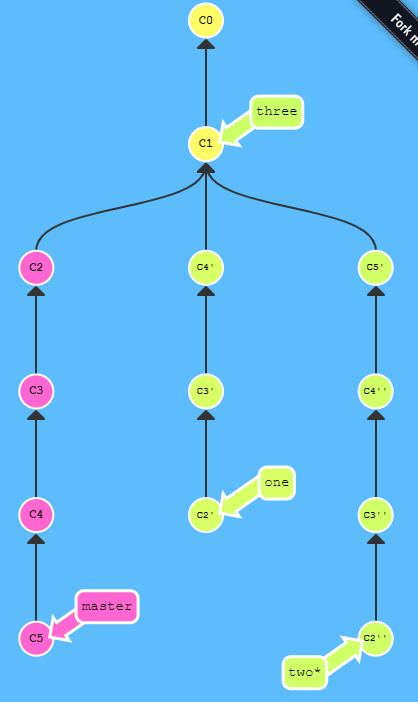 C0
Fork m
three
C1
C2
C4'
C5'
C3
C3'
C4''
one
C4
C2'
C3''
master
C5
C2''
two*